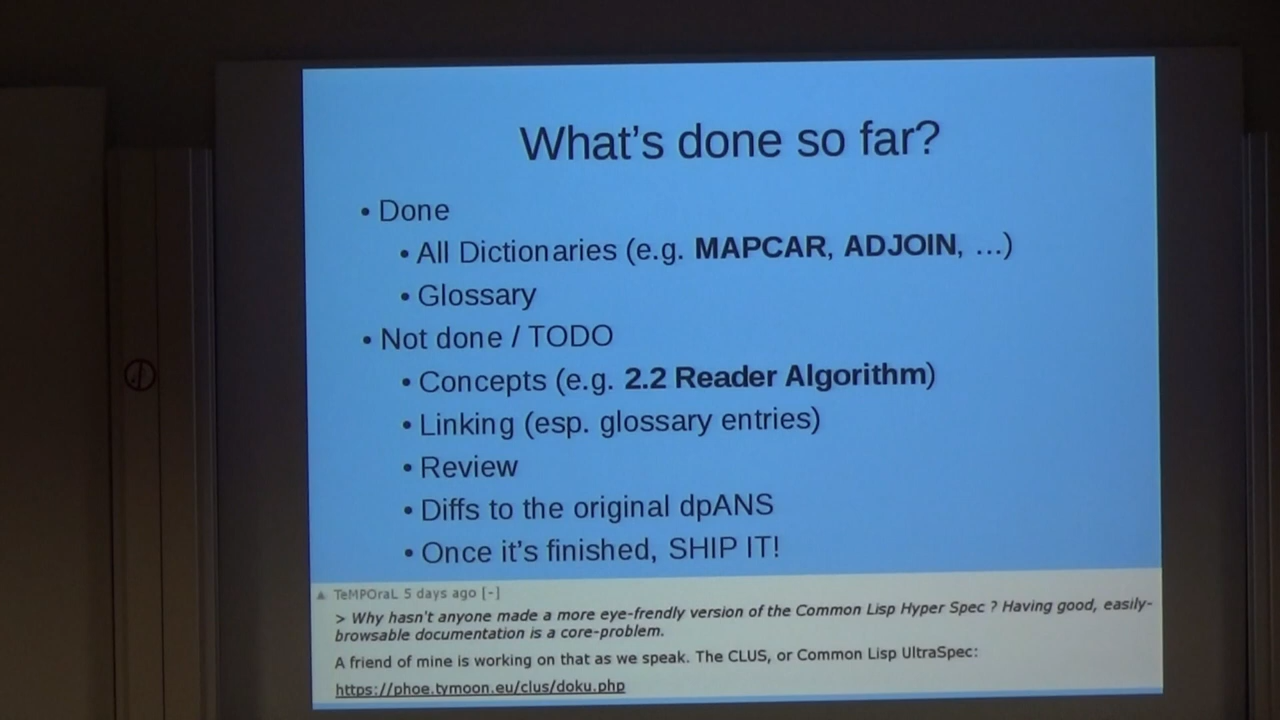 What's done so far?
• Done
• All Dictionaries (e.g. MAPCAR, ADJOIN, ...)
• Glossary
• Not done / TODO
• Concepts (e.g. 2.2 Reader Algorithm)
• Linking (esp. glossary entries)
• Review
• Diffs to the original dpANS
• Once it's finished, SHIP IT!
▲ TeMPOraL 5 days ago [-]
> Why hasn't anyone made a more eye-frendly version of the Common Lisp Hyper Spec ? Having good, easily-
browsable documentation is a core-problem.
A friend of mine is working on that as we speak. The CLUS, or Common Lisp UltraSpec:
https://phoe.tymoon.eu/clus/doku.php